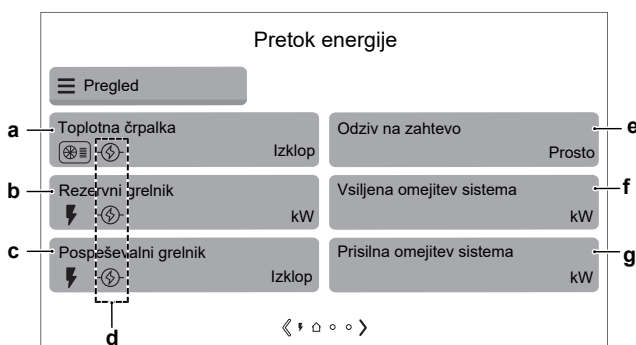 Pretok energije
Pregled
a
Toplotna črpalka
Izklop
Odziv na zahtevo
Prosto
e
b
Rezervni grelnik
kW
Vsiljena omejitev sistema
kW
f
c
Pospeševalni grelnik
Izklop
Prisilna omejitev sistema
kW
g
d